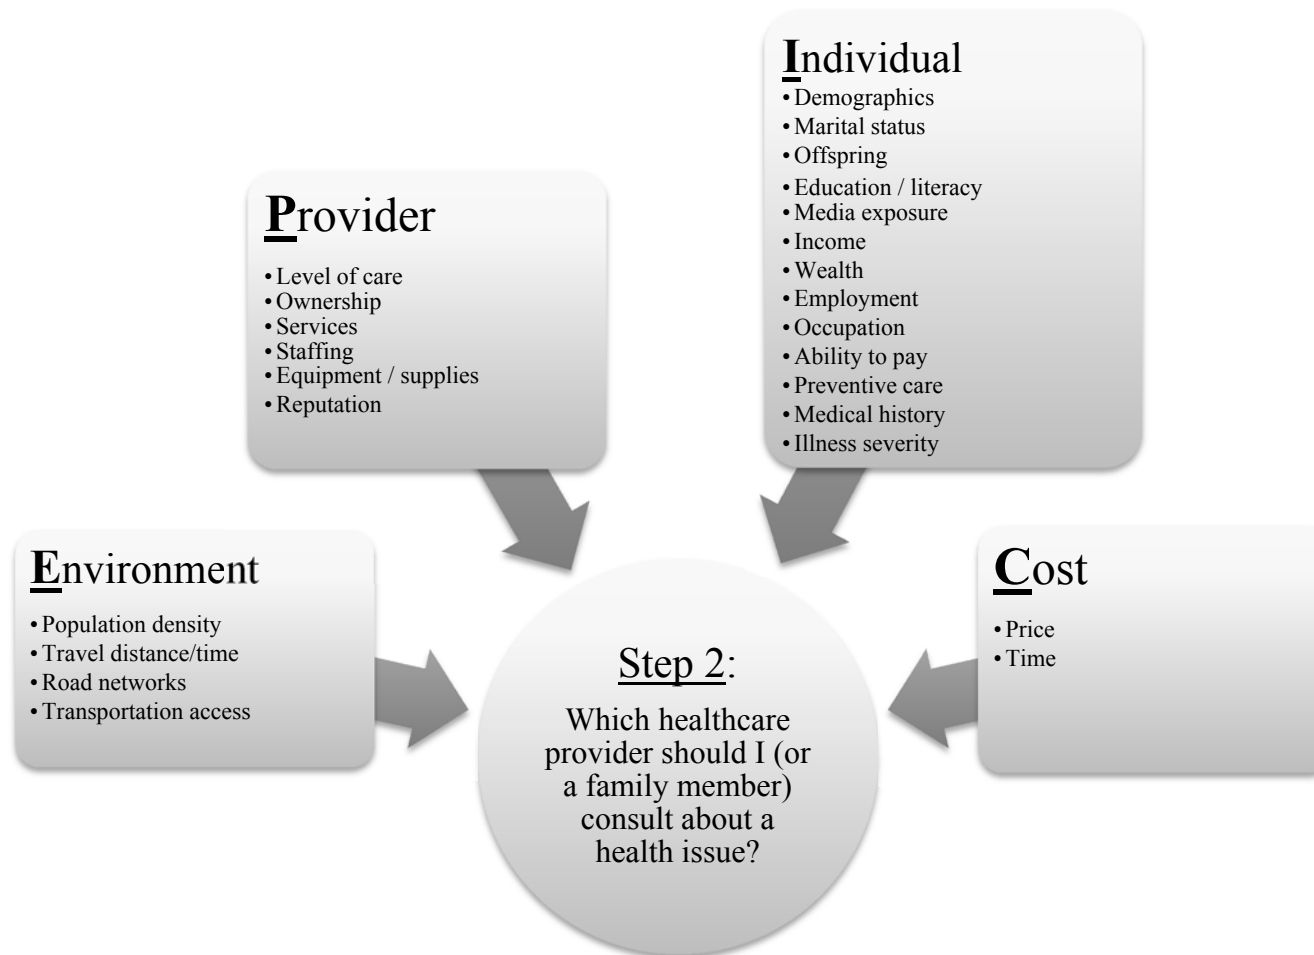 Individual
• Demographics
• Marital status
• Offspring
• Education / literacy
• Media exposure
• Income
• Wealth
• Employment
• Occupation
• Ability to pay
• Preventive care
• Medical history
• Illness severity
Provider
• Level of care
• Ownership
• Services
• Staffing
• Equipment / supplies
• Reputation
Environment
• Population density
• Travel distance/time
• Road networks
• Transportation access
Cost
• Price
• Time
Step 2:
Which healthcare
provider should I (or
a family member)
consult about a
health issue?